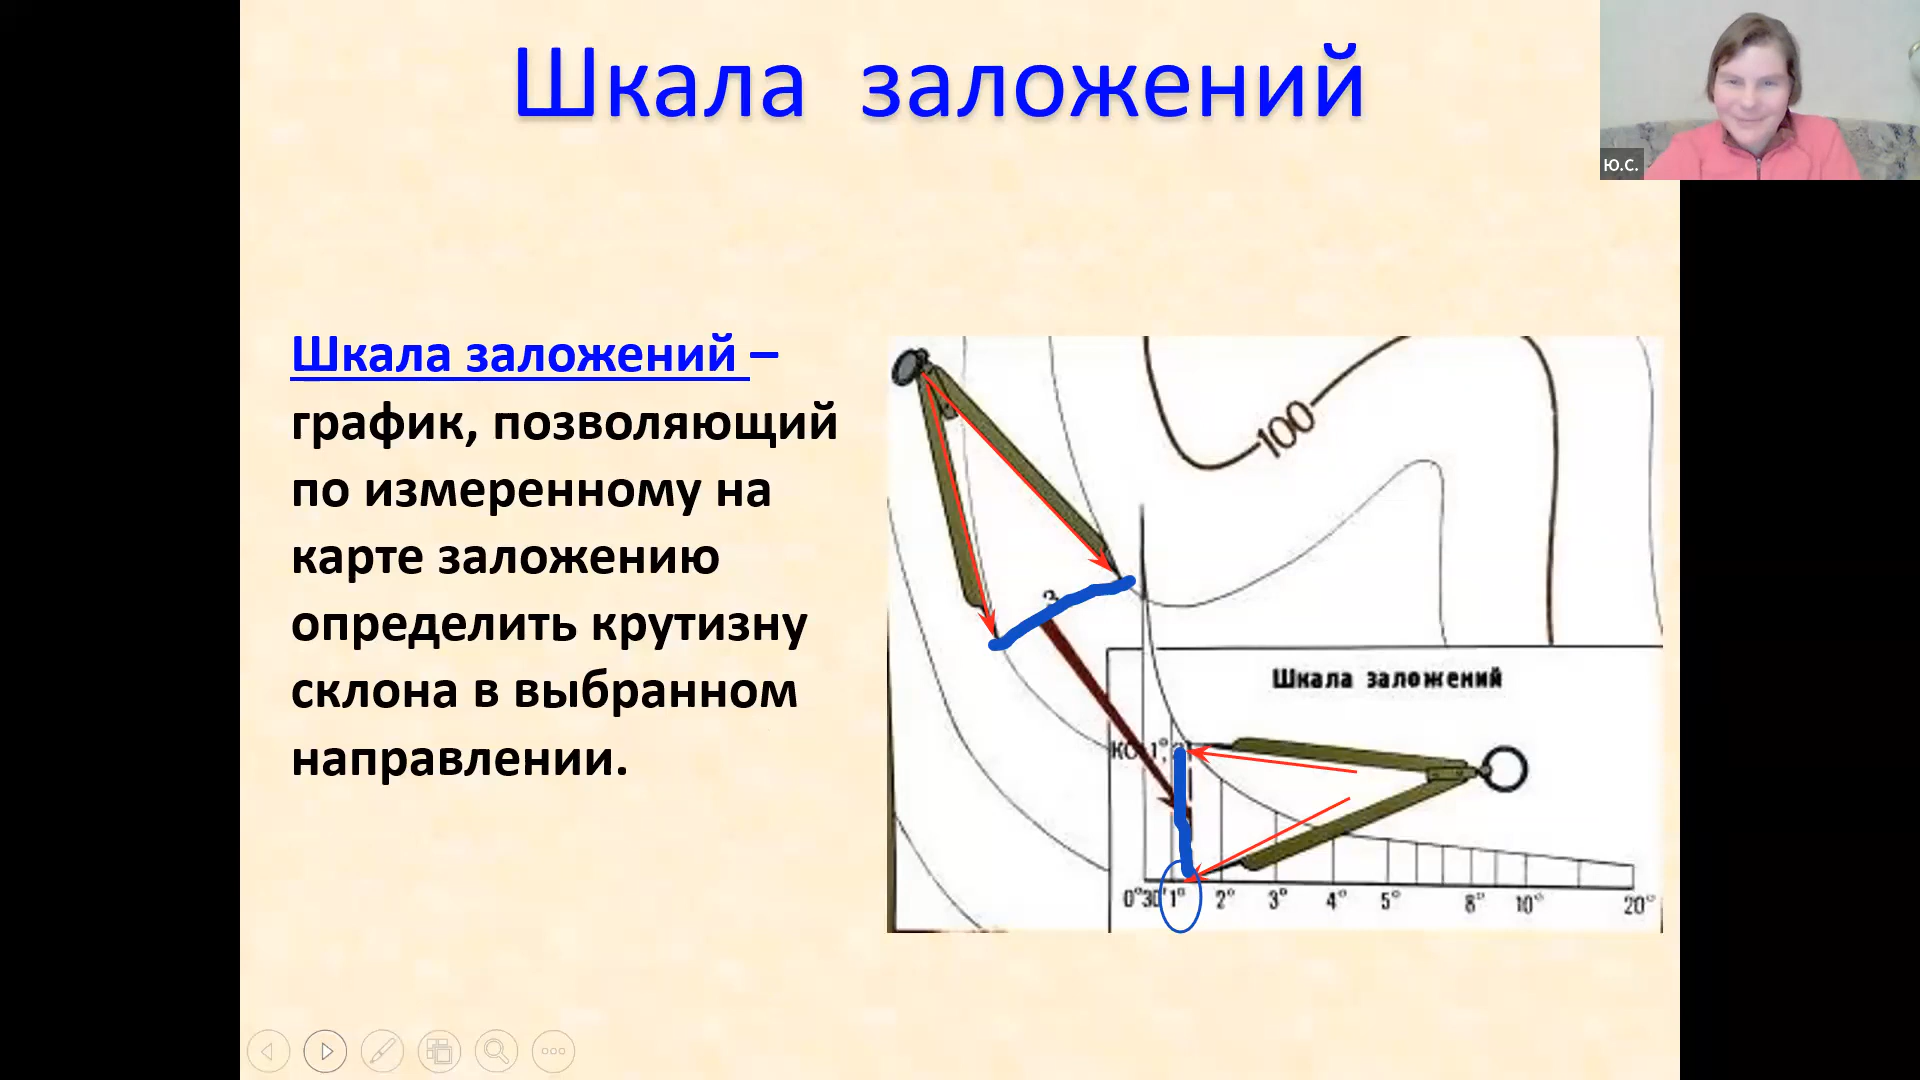 Шкала заложений
Ю.С.
Шкала заложений –
график, позволяющий
по измеренному на
карте заложению
определить крутизну
склона в выбранном
направлении.
100
Шкала заложений
0°30' 1° 2° 3° 4° 5° 8° 10° 20°